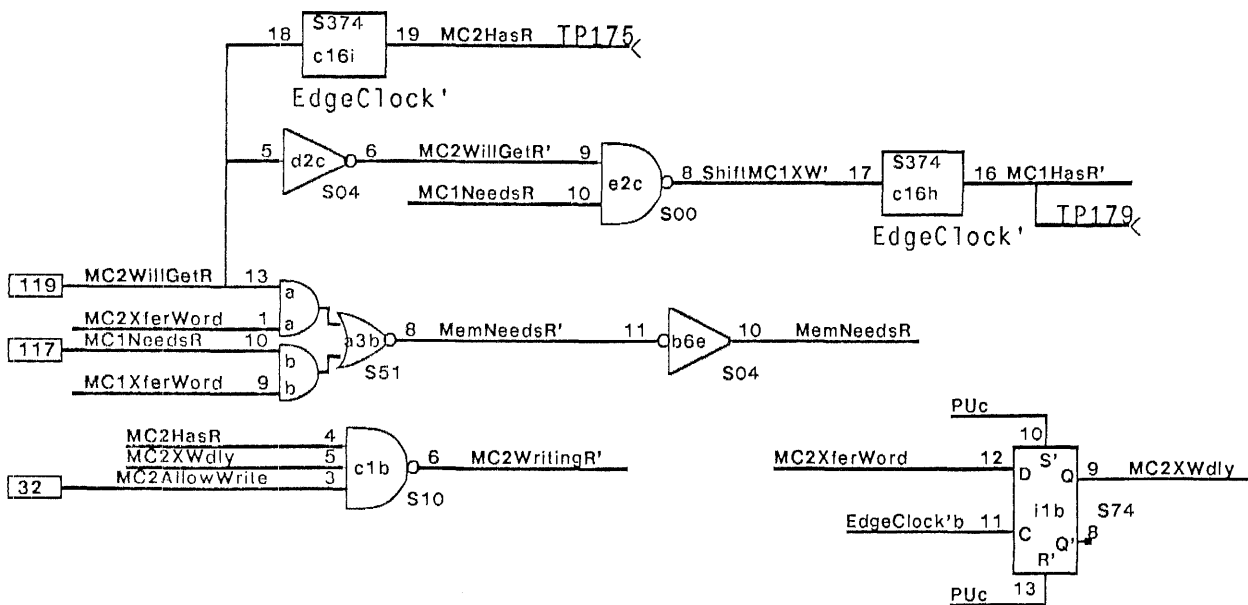 S374
18 19 MC2HasR TP175
c16i
EdgeClock'
5 d2c 6 MC2WillGetR' 9
S04
MC1NeedsR 10
e2c
S00
8 ShiftMC1XW' 17
S374
c16h
16 MC1HasR'
TP179
EdgeClock'
119 MC2WillGetR 13
a
MC2XferWord 1 a
117 MC1NeedsR 10
b
MC1XferWord 9 b
a3b 8 MemNeedsR' 11 b6e 10 MemNeedsR
S51
S04
MC2HasR 4
MC2XWdly 5
32 MC2AllowWrite 3
c1b 6 MC2WritingR'
S10
PUc
10
MC2XferWord 12 D S' Q 9 MC2XWdly
i1b S74
EdgeClock'b 11 C Q' 8
R'
PUc 13